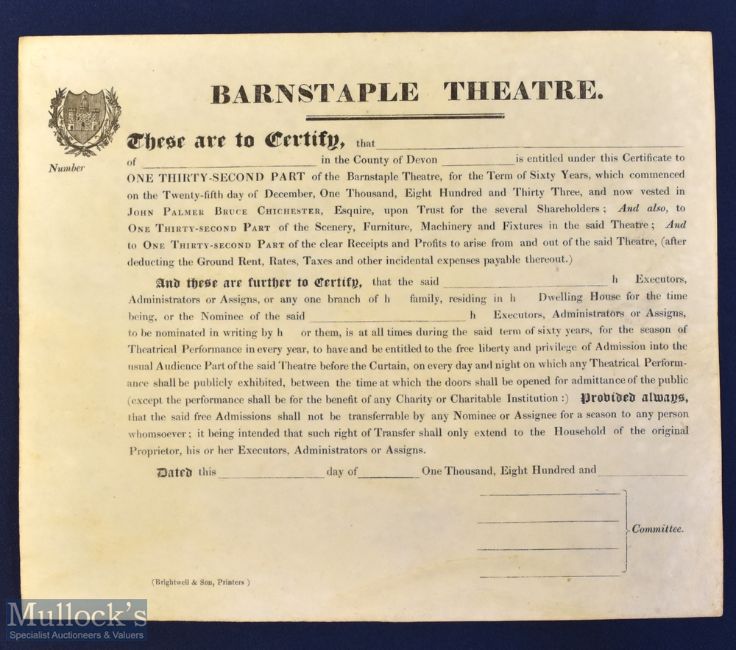 BARNSTAPLE THEATRE.
These are to Certify, that
Number
of in the County of Devon is entitled under this Certificate to
ONE THIRTY-SECOND PART of the Barnstaple Theatre, for the Term of Sixty Years, which commenced
on the Twenty-fifth day of December, One Thousand, Eight Hundred and Thirty Three, and now vested in
JOHN PALMER BRUCE CHICHESTER, Esquire, upon Trust for the several Shareholders; And also, to
ONE THIRTY-SECOND PART of the Scenery, Furniture, Machinery and Fixtures in the said Theatre; And
to ONE THIRTY-SECOND PART of the clear Receipts and Profits to arise from and out of the said Theatre, (after
deducting the Ground Rent, Rates, Taxes and other incidental expenses payable thereout.)
And these are further to Certify, that the said h Executors,
Administrators or Assigns, or any one branch of h family, residing in h Dwelling House for the time
being, or the Nominee of the said h Executors, Administrators or Assigns,
to be nominated in writing by h or them, is at all times during the said term of sixty years, for the season of
Theatrical Performance in every year, to have and be entitled to the free liberty and privilege of Admission into the
usual Audience Part of the said Theatre before the Curtain, on every day and night on which any Theatrical Perform-
ance shall be publicly exhibited, between the time at which the doors shall be opened for admittance of the public
(except the performance shall be for the benefit of any Charity or Charitable Institution:) Provided always,
that the said free Admissions shall not be transferrable by any Nominee or Assignee for a season to any person
whomsoever; it being intended that such right of Transfer shall only extend to the Household of the original
Proprietor, his or her Executors, Administrators or Assigns.
Dated this day of One Thousand, Eight Hundred and
Committee.
(Brightwell & Son, Printers)
Mullock's
Specialist Auctioneers & Valuers